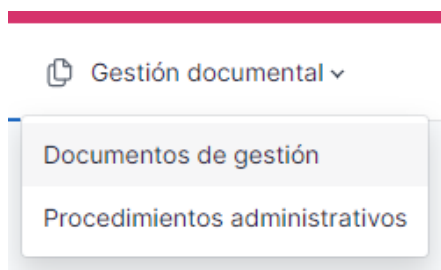 Gestión documental
Documentos de gestión
Procedimientos administrativos